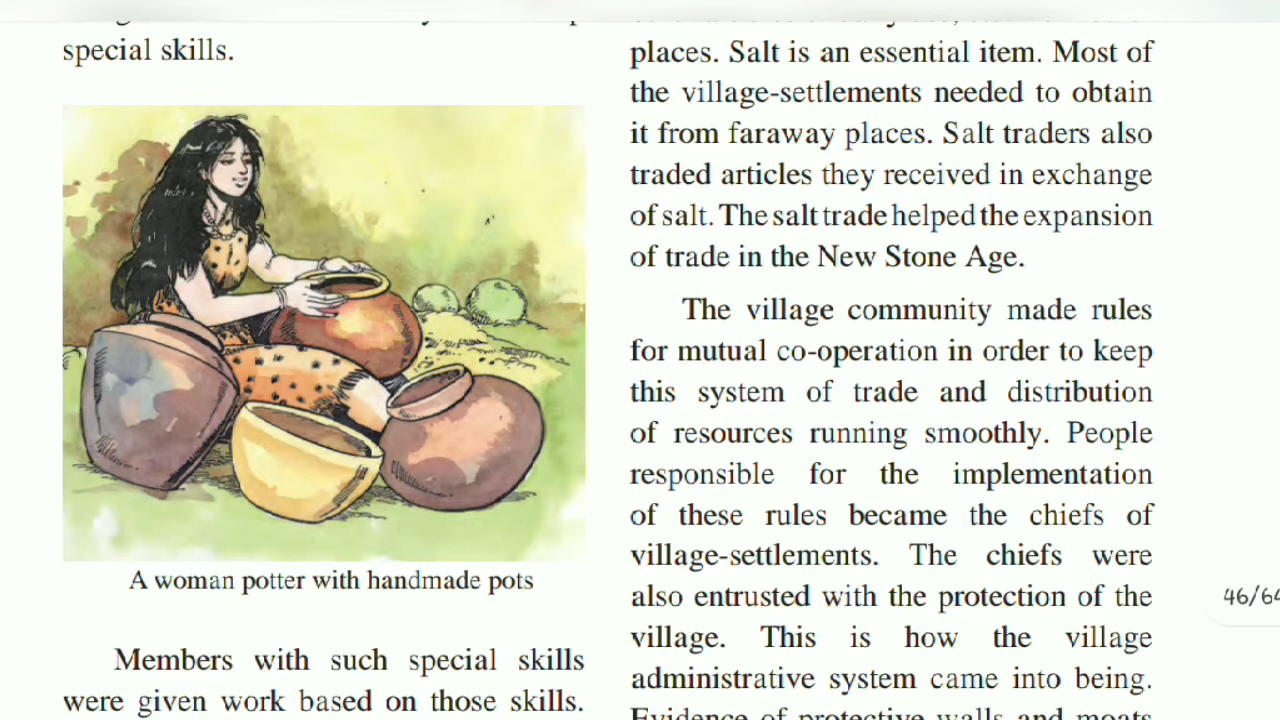 special skills.
A woman potter with handmade pots
Members with such special skills
were given work based on those skills.
places. Salt is an essential item. Most of
the village-settlements needed to obtain
it from faraway places. Salt traders also
traded articles they received in exchange
of salt. The salt trade helped the expansion
of trade in the New Stone Age.
The village community made rules
for mutual co-operation in order to keep
this system of trade and distribution
of resources running smoothly. People
responsible for the implementation
of these rules became the chiefs of
village-settlements. The chiefs were
also entrusted with the protection of the
village. This is how the village
administrative system came into being.
Evidence of protective walls and moats
46/64